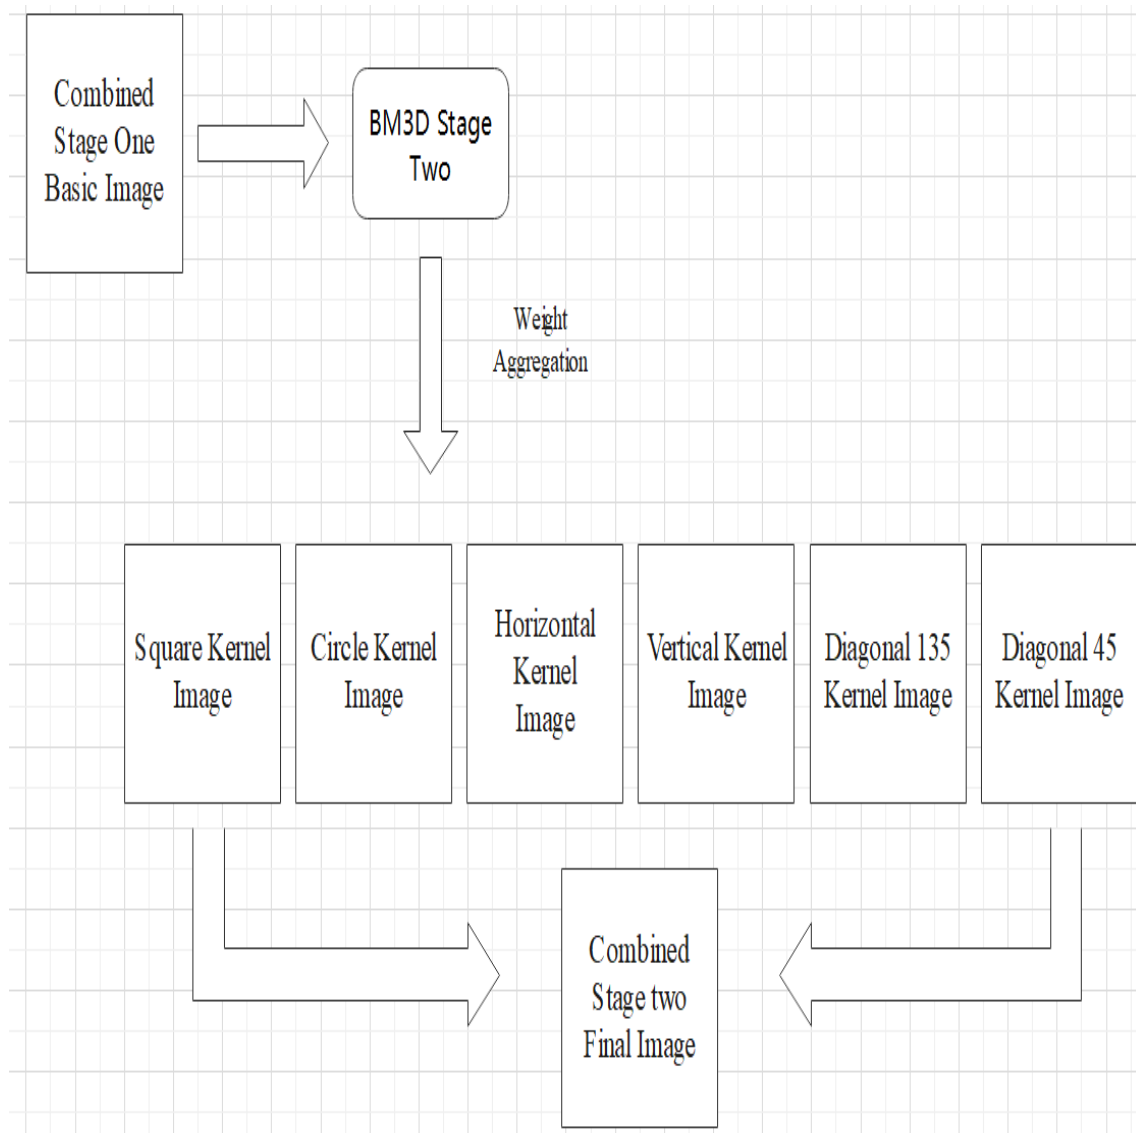 Combined
Stage One
Basic Image
BM3D Stage
Two
Weight
Aggregation
Square Kernel
Image
Circle Kernel
Image
Horizontal
Kernel
Image
Vertical Kernel
Image
Diagonal 135
Kernel Image
Diagonal 45
Kernel Image
Combined
Stage two
Final Image